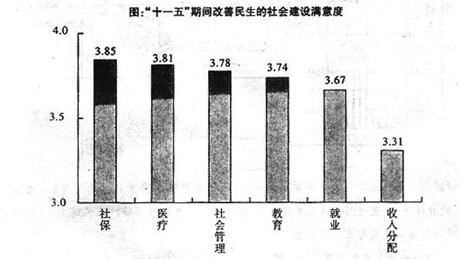 图:“十一五”期间改善民生的社会建设满意度
4.0
3.5
3.0
3.85
3.81
3.78
3.74
3.67
3.31
社保
医疗
社会管理
教育
就业
收入分配